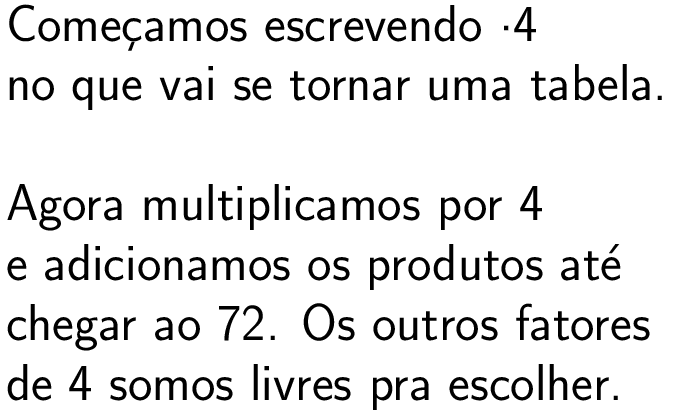 Começamos escrevendo ·4
no que vai se tornar uma tabela.
Agora multiplicamos por 4
e adicionamos os produtos até
chegar ao 72. Os outros fatores
de 4 somos livres pra escolher.